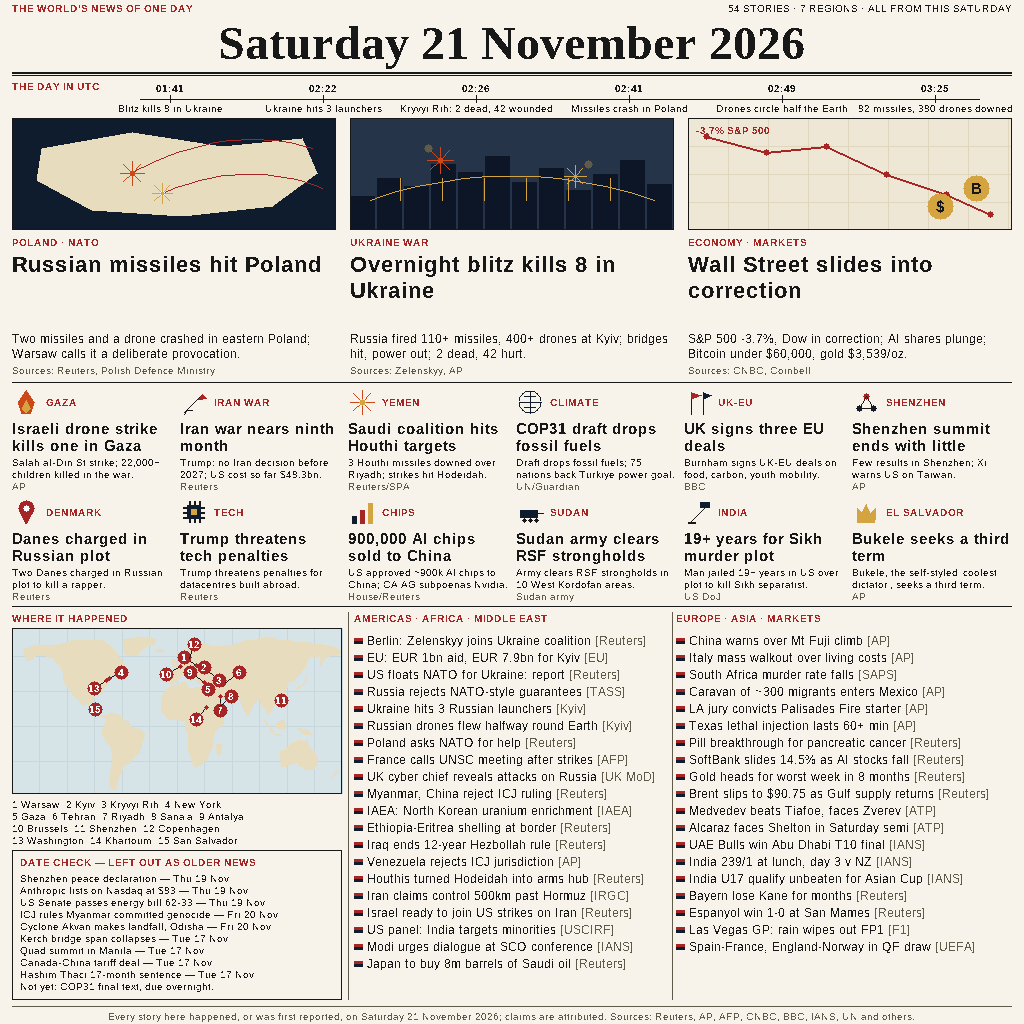 THE WORLD'S NEWS OF ONE DAY
54 STORIES · 7 REGIONS · ALL FROM THIS SATURDAY
Saturday 21 November 2026
THE DAY IN UTC
01:41 02:22 02:26 02:41 02:49 03:25
Blitz kills 8 in Ukraine Ukraine hits 3 launchers Kryvyi Rih: 2 dead, 42 wounded Missiles crash in Poland Drones circle half the Earth 82 missiles, 380 drones downed
-3.7% S&P 500
$
B
POLAND · NATO
Russian missiles hit Poland
Two missiles and a drone crashed in eastern Poland;
Warsaw calls it a deliberate provocation.
Sources: Reuters, Polish Defence Ministry
UKRAINE WAR
Overnight blitz kills 8 in
Ukraine
Russia fired 110+ missiles, 400+ drones at Kyiv; bridges
hit, power out; 2 dead, 42 hurt.
Sources: Zelenskyy, AP
ECONOMY · MARKETS
Wall Street slides into
correction
S&P 500 -3.7%, Dow in correction; AI shares plunge;
Bitcoin under $60,000, gold $3,539/oz.
Sources: CNBC, Coinbell
GAZA
Israeli drone strike
kills one in Gaza
Salah al-Din St strike; 22,000+
children killed in the war.
AP
IRAN WAR
Iran war nears ninth
month
Trump: no Iran decision before
2027; US cost so far $48.3bn.
Reuters
YEMEN
Saudi coalition hits
Houthi targets
3 Houthi missiles downed over
Riyadh; strikes hit Hodeidah.
Reuters/SPA
CLIMATE
COP31 draft drops
fossil fuels
Draft drops fossil fuels; 75
nations back Turkiye power goal.
UN/Guardian
UK-EU
UK signs three EU
deals
Burnham signs UK-EU deals on
food, carbon, youth mobility.
BBC
SHENZHEN
Shenzhen summit
ends with little
Few results in Shenzhen; Xi
warns US on Taiwan.
AP
DENMARK
Danes charged in
Russian plot
Two Danes charged in Russian
plot to kill a rapper.
Reuters
TECH
Trump threatens
tech penalties
Trump threatens penalties for
datacentres built abroad.
Reuters
CHIPS
900,000 AI chips
sold to China
US approved ~900k AI chips to
China; CA AG subpoenas Nvidia.
House/Reuters
SUDAN
Sudan army clears
RSF strongholds
Army clears RSF strongholds in
10 West Kordofan areas.
Sudan army
INDIA
19+ years for Sikh
murder plot
Man jailed 19+ years in US over
plot to kill Sikh separatist.
US DoJ
EL SALVADOR
Bukele seeks a third
term
Bukele, the self-styled 'coolest
dictator', seeks a third term.
AP
WHERE IT HAPPENED
12
1
2
10
9
3
6
4
13
5
8
7
15
14
11
1 Warsaw 2 Kyiv 3 Kryvyi Rih 4 New York
5 Gaza 6 Tehran 7 Riyadh 8 Sana'a 9 Antalya
10 Brussels 11 Shenzhen 12 Copenhagen
13 Washington 14 Khartoum 15 San Salvador
DATE CHECK — LEFT OUT AS OLDER NEWS
Shenzhen peace declaration — Thu 19 Nov
Anthropic lists on Nasdaq at $83 — Thu 19 Nov
US Senate passes energy bill 62-33 — Thu 19 Nov
ICJ rules Myanmar committed genocide — Fri 20 Nov
Cyclone Akvan makes landfall, Odisha — Fri 20 Nov
Kerch bridge span collapses — Tue 17 Nov
Quad summit in Manila — Tue 17 Nov
Canada-China tariff deal — Tue 17 Nov
Hashim Thaci 17-month sentence — Tue 17 Nov
Not yet: COP31 final text, due overnight.
AMERICAS · AFRICA · MIDDLE EAST
Berlin: Zelenskyy joins Ukraine coalition [Reuters]
EU: EUR 1bn aid, EUR 7.9bn for Kyiv [EU]
US floats NATO for Ukraine: report [Reuters]
Russia rejects NATO-style guarantees [TASS]
Ukraine hits 3 Russian launchers [Kyiv]
Russian drones flew halfway round Earth [Kyiv]
Poland asks NATO for help [Reuters]
France calls UNSC meeting after strikes [AFP]
UK cyber chief reveals attacks on Russia [UK MoD]
Myanmar, China reject ICJ ruling [Reuters]
IAEA: North Korean uranium enrichment [IAEA]
Ethiopia-Eritrea shelling at border [Reuters]
Iraq ends 12-year Hezbollah rule [Reuters]
Venezuela rejects ICJ jurisdiction [AP]
Houthis turned Hodeidah into arms hub [Reuters]
Iran claims control 500km past Hormuz [IRGC]
Israel ready to join US strikes on Iran [Reuters]
US panel: India targets minorities [USCIRF]
Modi urges dialogue at SCO conference [IANS]
Japan to buy 8m barrels of Saudi oil [Reuters]
EUROPE · ASIA · MARKETS
China warns over Mt Fuji climb [AP]
Italy mass walkout over living costs [AP]
South Africa murder rate falls [SAPS]
Caravan of ~300 migrants enters Mexico [AP]
LA jury convicts Palisades Fire starter [AP]
Texas lethal injection lasts 60+ min [AP]
Pill breakthrough for pancreatic cancer [Reuters]
SoftBank slides 14.5% as AI stocks fall [Reuters]
Gold heads for worst week in 8 months [Reuters]
Brent slips to $90.75 as Gulf supply returns [Reuters]
Medvedev beats Tiafoe, faces Zverev [ATP]
Alcaraz faces Shelton in Saturday semi [ATP]
UAE Bulls win Abu Dhabi T10 final [IANS]
India 239/1 at lunch, day 3 v NZ [IANS]
India U17 qualify unbeaten for Asian Cup [IANS]
Bayern lose Kane for months [Reuters]
Espanyol win 1-0 at San Mames [Reuters]
Las Vegas GP: rain wipes out FP1 [F1]
Spain-France, England-Norway in QF draw [UEFA]
Every story here happened, or was first reported, on Saturday 21 November 2026; claims are attributed. Sources: Reuters, AP, AFP, CNBC, BBC, IANS, UN and others.